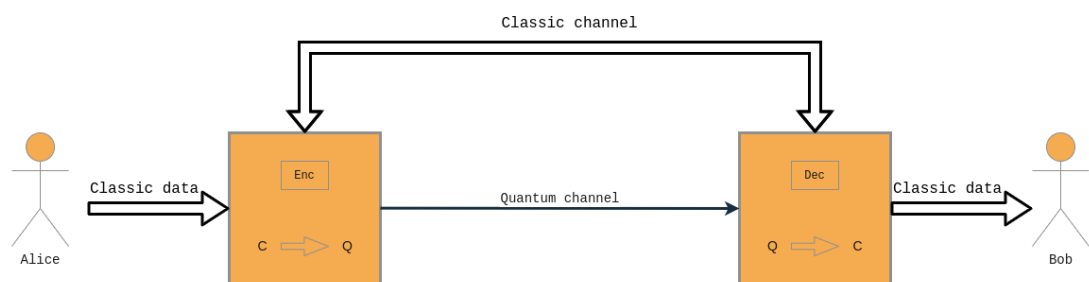 Classic channel
Classic data
Enc
Quantum channel
Dec
Classic data
C
Q
Q
C
Alice
Bob